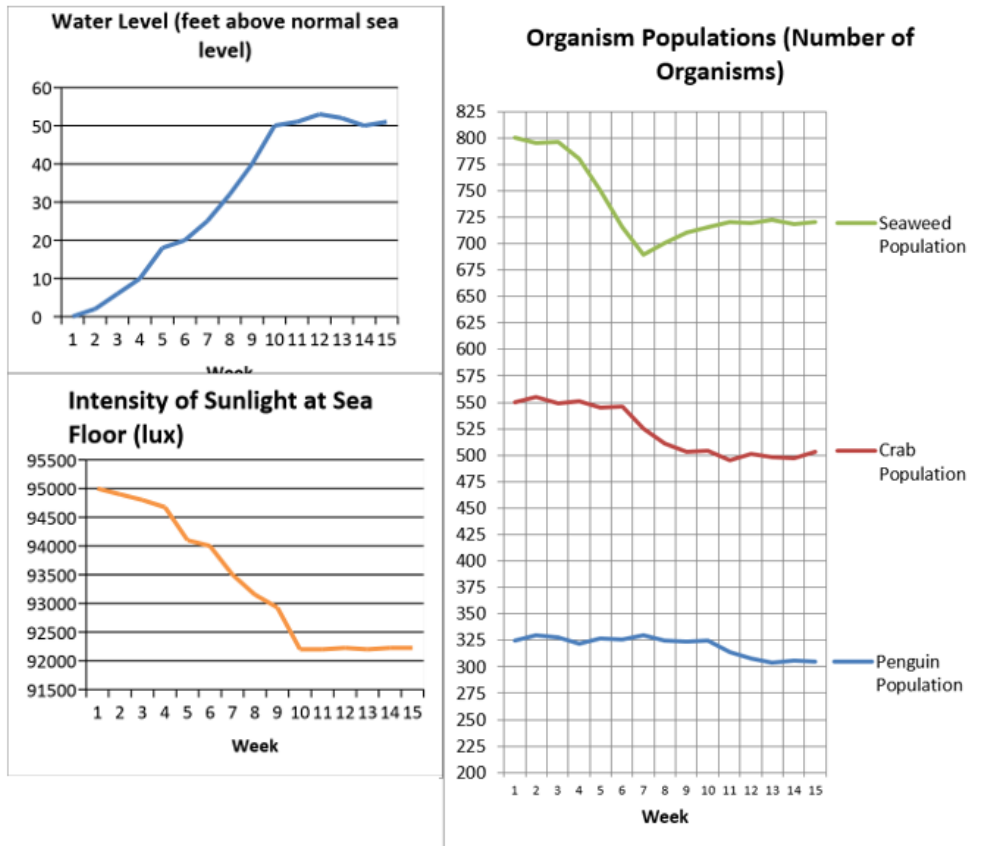 Water Level (feet above normal sea
level)
60
50
40
30
20
10
0
1 2 3 4 5 6 7 8 9 10 11 12 13 14 15
Week
Intensity of Sunlight at Sea
Floor (lux)
95500
95000
94500
94000
93500
93000
92500
92000
91500
1 2 3 4 5 6 7 8 9 10 11 12 13 14 15
Week
Organism Populations (Number of
Organisms)
825
800
775
750
725
700
675
650
625
600
575
550
525
500
475
450
425
400
375
350
325
300
275
250
225
200
1 2 3 4 5 6 7 8 9 10 11 12 13 14 15
Week
Seaweed
Population
Crab
Population
Penguin
Population